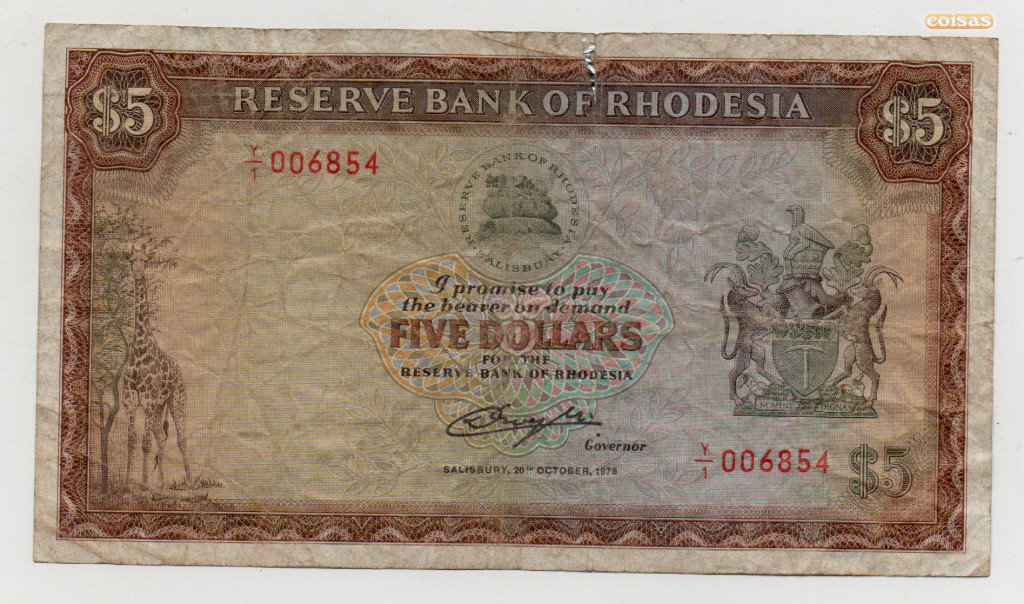 coisas
$5 RESERVE BANK OF RHODESIA $5
Y/1 006854
RESERVE BANK OF RHODESIA
SALISBURY
I promise to pay
the bearer on demand
FIVE DOLLARS
FOR THE
RESERVE BANK OF RHODESIA
Governor
SALISBURY, 20TH OCTOBER, 1978
Y/1 006854 $5